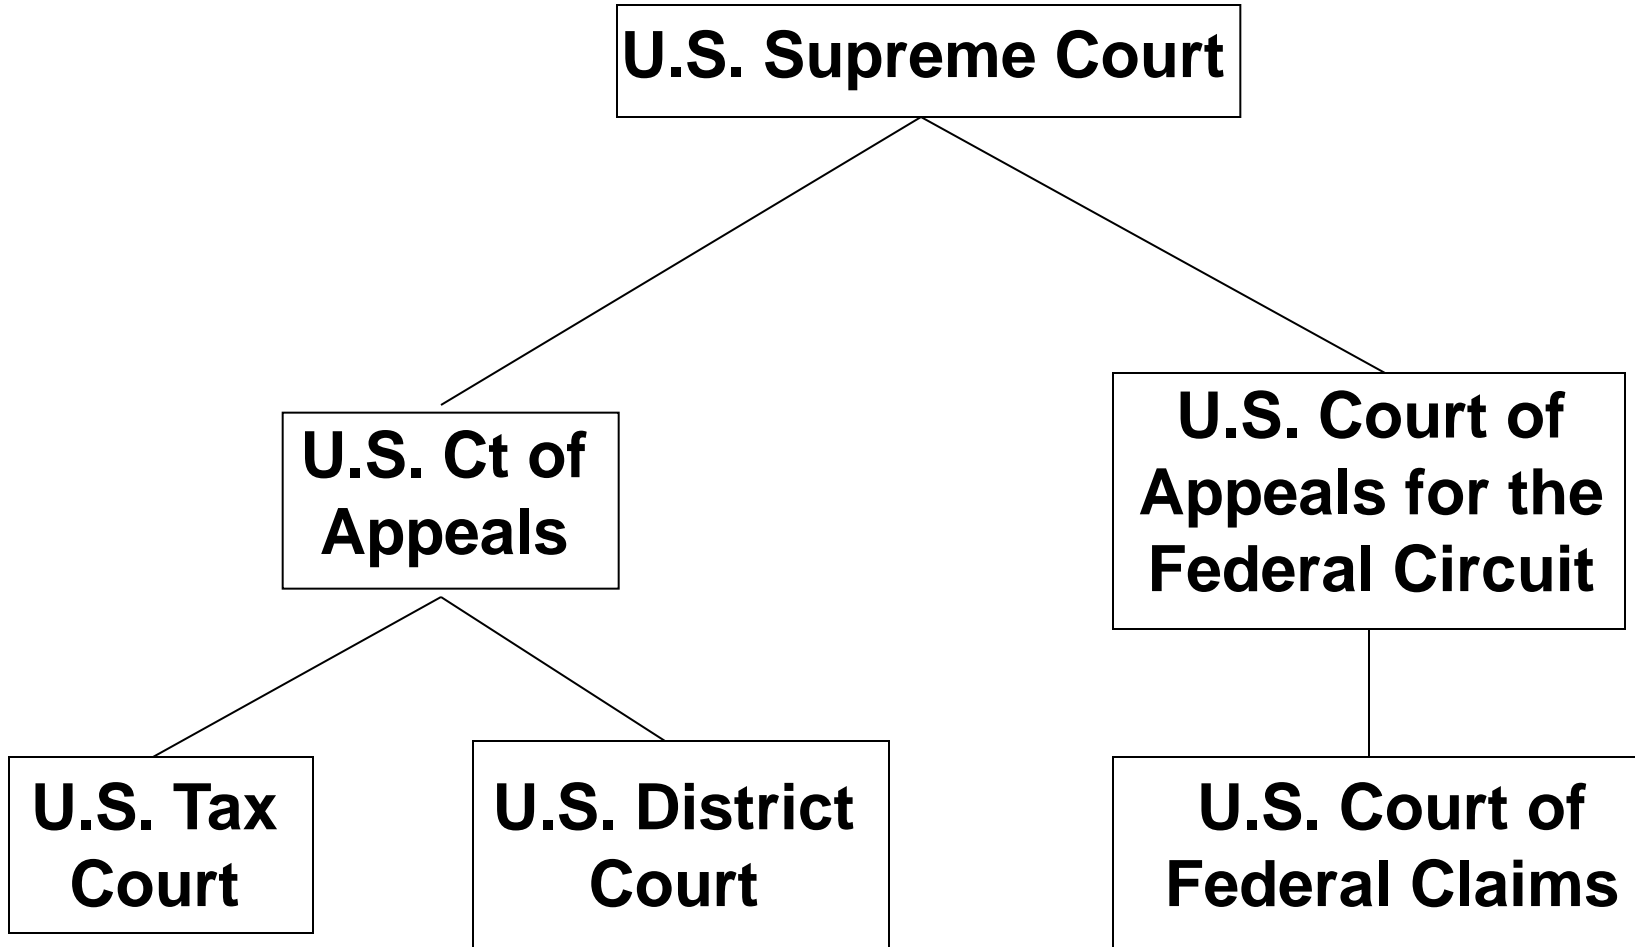 U.S. Supreme Court
U.S. Ct of
Appeals
U.S. Court of
Appeals for the
Federal Circuit
U.S. Tax
Court
U.S. District
Court
U.S. Court of
Federal Claims